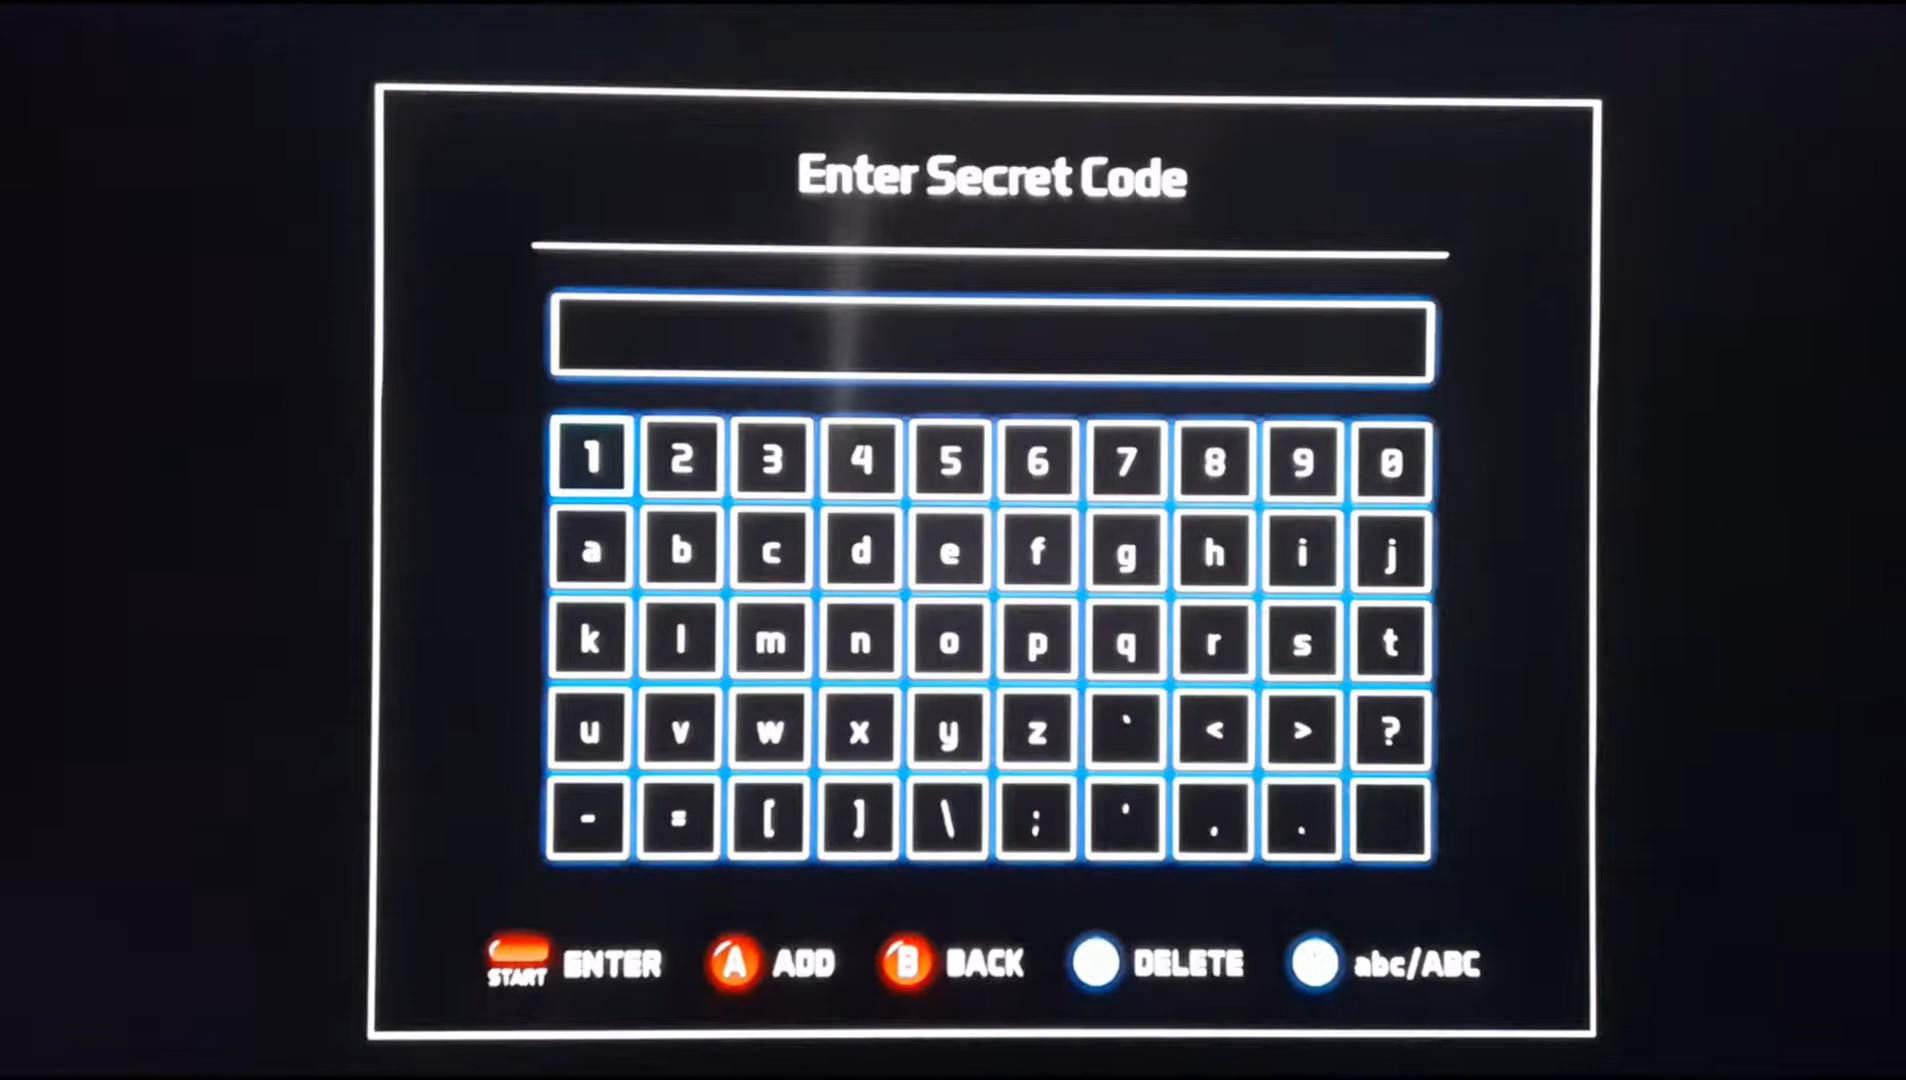 Enter Secret Code
1 2 3 4 5 6 7 8 9 0
a b c d e f g h i j
k l m n o p q r s t
u v w x y z ` < > ?
- = [ ] \ ; ' , .
START ENTER A ADD B BACK DELETE Y abc/ABC